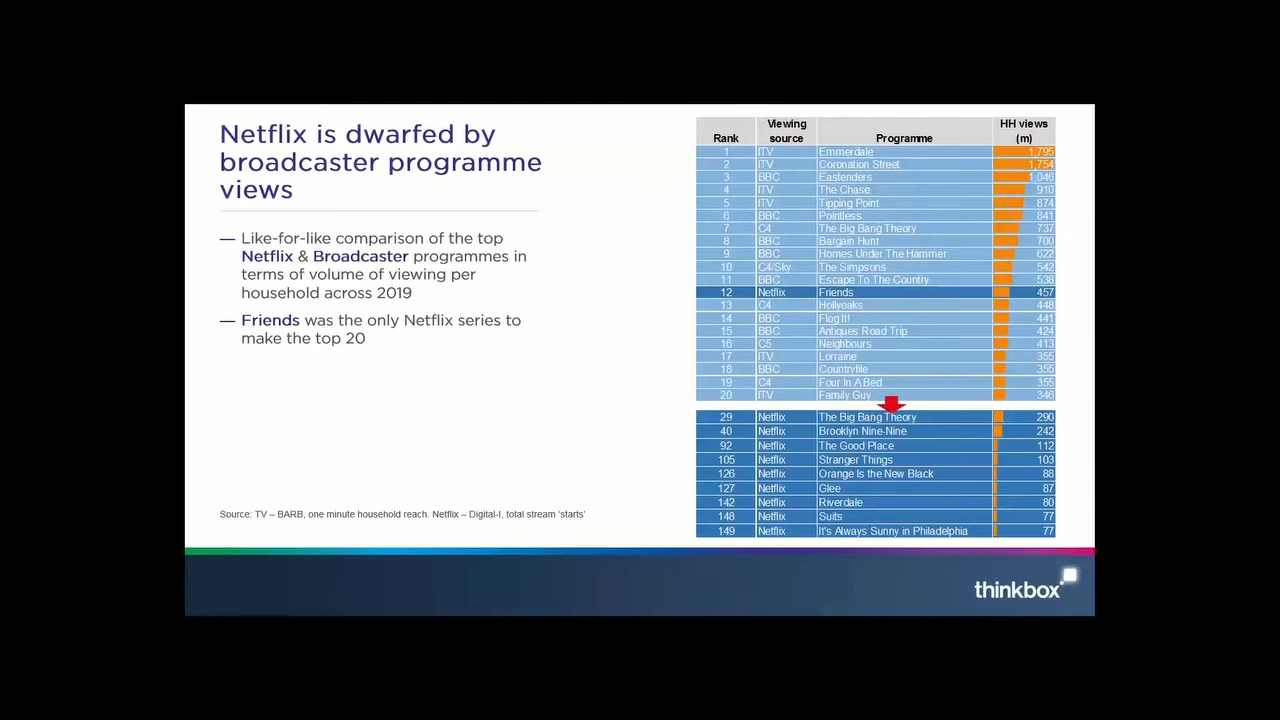 Netflix is dwarfed by
broadcaster programme
views
— Like-for-like comparison of the top
Netflix & Broadcaster programmes in
terms of volume of viewing per
household across 2019
— Friends was the only Netflix series to
make the top 20
Source: TV – BARB, one minute household reach. Netflix – Digital-I, total stream ‘starts’
Rank Viewing source Programme HH views (m)
1 ITV Emmerdale 1,795
2 ITV Coronation Street 1,754
3 BBC Eastenders 1,046
4 ITV The Chase 910
5 ITV Tipping Point 874
6 BBC Pointless 841
7 C4 The Big Bang Theory 737
8 BBC Bargain Hunt 700
9 BBC Homes Under The Hammer 622
10 C4/Sky The Simpsons 542
11 BBC Escape To The Country 538
12 Netflix Friends 457
13 C4 Hollyoaks 448
14 BBC Flog It! 441
15 BBC Antiques Road Trip 424
16 C5 Neighbours 413
17 ITV Lorraine 355
18 BBC Countryfile 355
19 C4 Four In A Bed 355
20 ITV Family Guy 346
29 Netflix The Big Bang Theory 290
40 Netflix Brooklyn Nine-Nine 242
92 Netflix The Good Place 112
105 Netflix Stranger Things 103
126 Netflix Orange Is the New Black 88
127 Netflix Glee 87
142 Netflix Riverdale 80
148 Netflix Suits 77
149 Netflix It's Always Sunny in Philadelphia 77
thinkbox